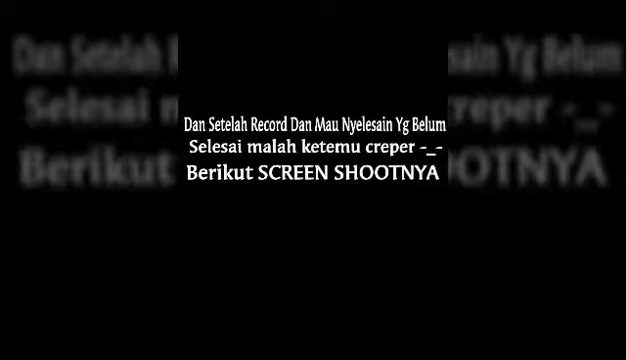 Dan Setelah Record Dan Mau Nyelesain Yg Belum
Selesai malah ketemu creper -_-
Berikut SCREEN SHOOTNYA